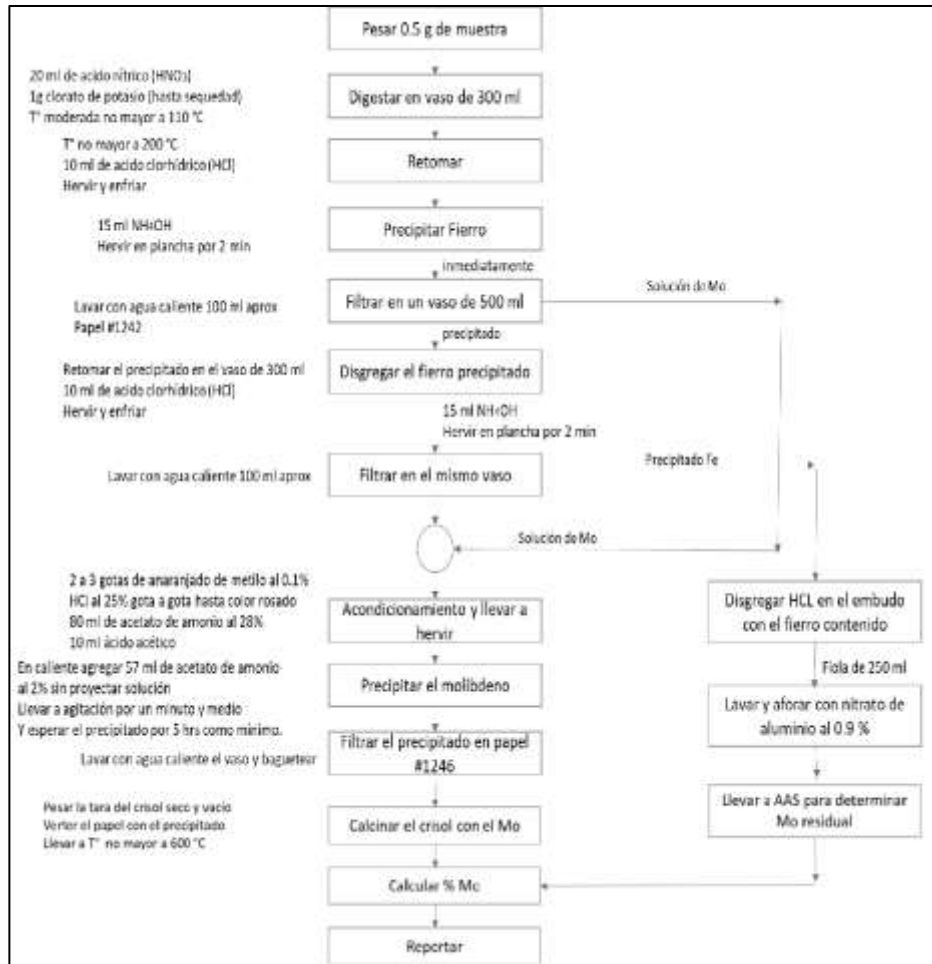 Pesar 0.5 g de muestra
20 ml de acido nítrico (HNO₃)
1g clorato de potasio (hasta sequedad)
T° moderada no mayor a 110 °C
Digestar en vaso de 300 ml
T° no mayor a 200 °C
10 ml de acido clorhídrico (HCl)
Hervir y enfriar
Retomar
15 ml NH₄OH
Hervir en plancha por 2 min
Precipitar Fierro
inmediatamente
Solución de Mo
Lavar con agua caliente 100 ml aprox
Papel #1242
Filtrar en un vaso de 500 ml
precipitado
Retomar el precipitado en el vaso de 300 ml
10 ml de acido clorhídrico (HCl)
Hervir y enfriar
Disgregar el fierro precipitado
15 ml NH₄OH
Hervir en plancha por 2 min
Precipitado Fe
Lavar con agua caliente 100 ml aprox
Filtrar en el mismo vaso
Solución de Mo
2 a 3 gotas de anaranjado de metilo al 0.1%
HCl al 25% gota a gota hasta color rosado
80 ml de acetato de amonio al 28%
10 ml ácido acético
Acondicionamiento y llevar a
hervir
Disgregar HCL en el embudo
con el fierro contenido
Fiola de 250 ml
En caliente agregar 57 ml de acetato de amonio
al 2% sin proyectar solución
Llevar a agitación por un minuto y medio
Y esperar el precipitado por 5 hrs como mínimo.
Precipitar el molibdeno
Lavar y aforar con nitrato de
aluminio al 0.9 %
Lavar con agua caliente el vaso y baguetear
Filtrar el precipitado en papel
#1246
Pesar la tara del crisol seco y vacío
Verter el papel con el precipitado
Llevar a T° no mayor a 600 °C
Calcinar el crisol con el Mo
Llevar a AAS para determinar
Mo residual
Calcular % Mo
Reportar